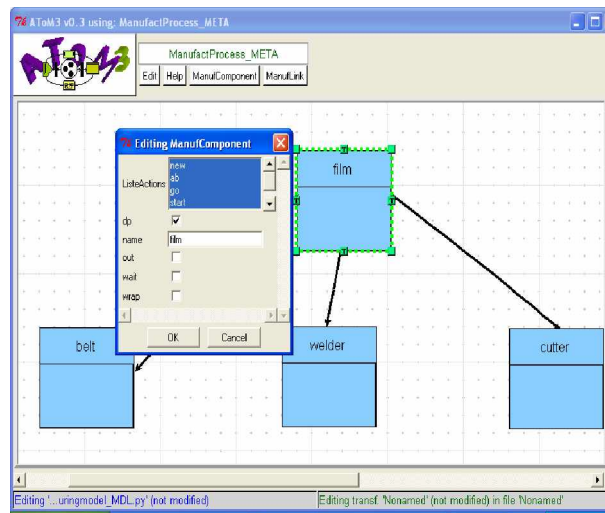 AToM3 v0.3 using: ManufactProcess_META
AToM3
ManufactProcess_META
Edit Help ManufComponent ManufLink
Editing ManufComponent
ListeActions
new
ab
go
start
dp
name film
out
wait
wrap
OK Cancel
film
belt
welder
cutter
Editing '...uringmodel_MDL.py' (not modified)
Editing transf. 'Nonamed' (not modified) in file 'Nonamed'